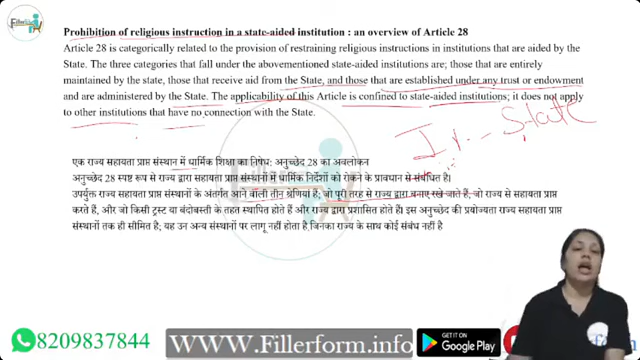 Fillerform
Prohibition of religious instruction in a state-aided institution : an overview of Article 28
Article 28 is categorically related to the provision of restraining religious instructions in institutions that are aided by the
State. The three categories that fall under the abovementioned state-aided institutions are; those that are entirely
maintained by the state, those that receive aid from the State, and those that are established under any trust or endowment
and are administered by the State. The applicability of this Article is confined to state-aided institutions; it does not apply
to other institutions that have no connection with the State.
State
एक राज्य सहायता प्राप्त संस्थान में धार्मिक शिक्षा का निषेध: अनुच्छेद 28 का अवलोकन
अनुच्छेद 28 स्पष्ट रूप से राज्य द्वारा सहायता प्राप्त संस्थानों में धार्मिक निर्देशों को रोकने के प्रावधान से संबंधित है।
उपर्युक्त राज्य सहायता प्राप्त संस्थानों के अंतर्गत आने वाली तीन श्रेणियां हैं; जो पूरी तरह से राज्य द्वारा बनाए रखे जाते हैं, जो राज्य से सहायता प्राप्त
करते हैं, और जो किसी ट्रस्ट या बंदोबस्ती के तहत स्थापित होते हैं और राज्य द्वारा प्रशासित होते हैं। इस अनुच्छेद की प्रयोज्यता राज्य सहायता प्राप्त
संस्थानों तक ही सीमित है; यह उन अन्य संस्थानों पर लागू नहीं होता है, जिनका राज्य के साथ कोई संबंध नहीं है
8209837844
www.Fillerform.info
GET IT ON
Google Play